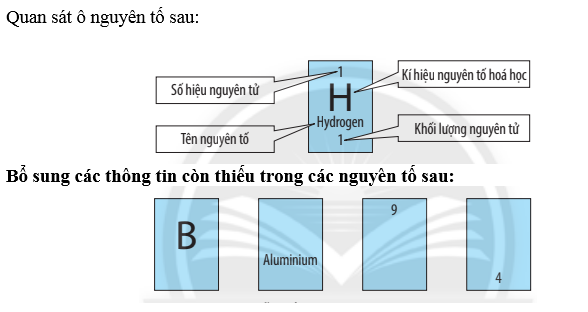 Quan sát ô nguyên tố sau:
1
Số hiệu nguyên tử
Kí hiệu nguyên tố hoá học
H
Hydrogen
Tên nguyên tố
Khối lượng nguyên tử
1
Bổ sung các thông tin còn thiếu trong các nguyên tố sau:
B
Aluminium
9
4